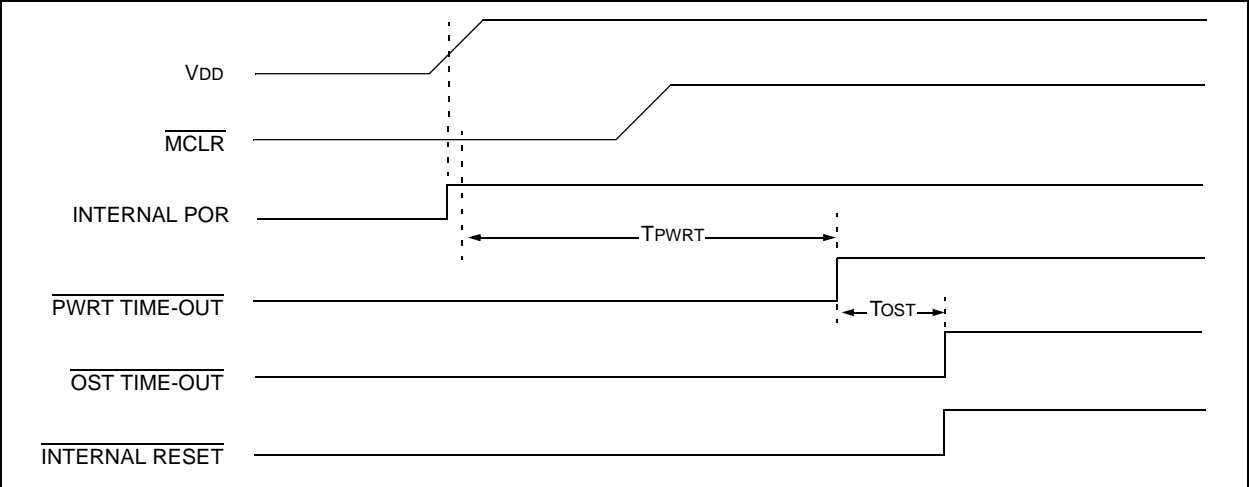 VDD
MCLR
INTERNAL POR
TPWRT
PWRT TIME-OUT
TOST
OST TIME-OUT
INTERNAL RESET